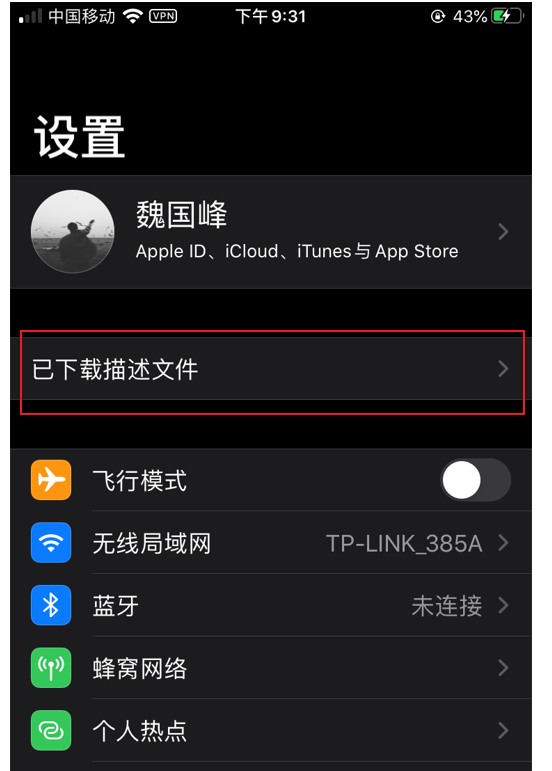 中国移动 VPN 下午9:31 43%
设置
魏国峰
Apple ID、iCloud、iTunes与App Store
已下载描述文件
飞行模式
无线局域网 TP-LINK_385A
蓝牙 未连接
蜂窝网络
个人热点